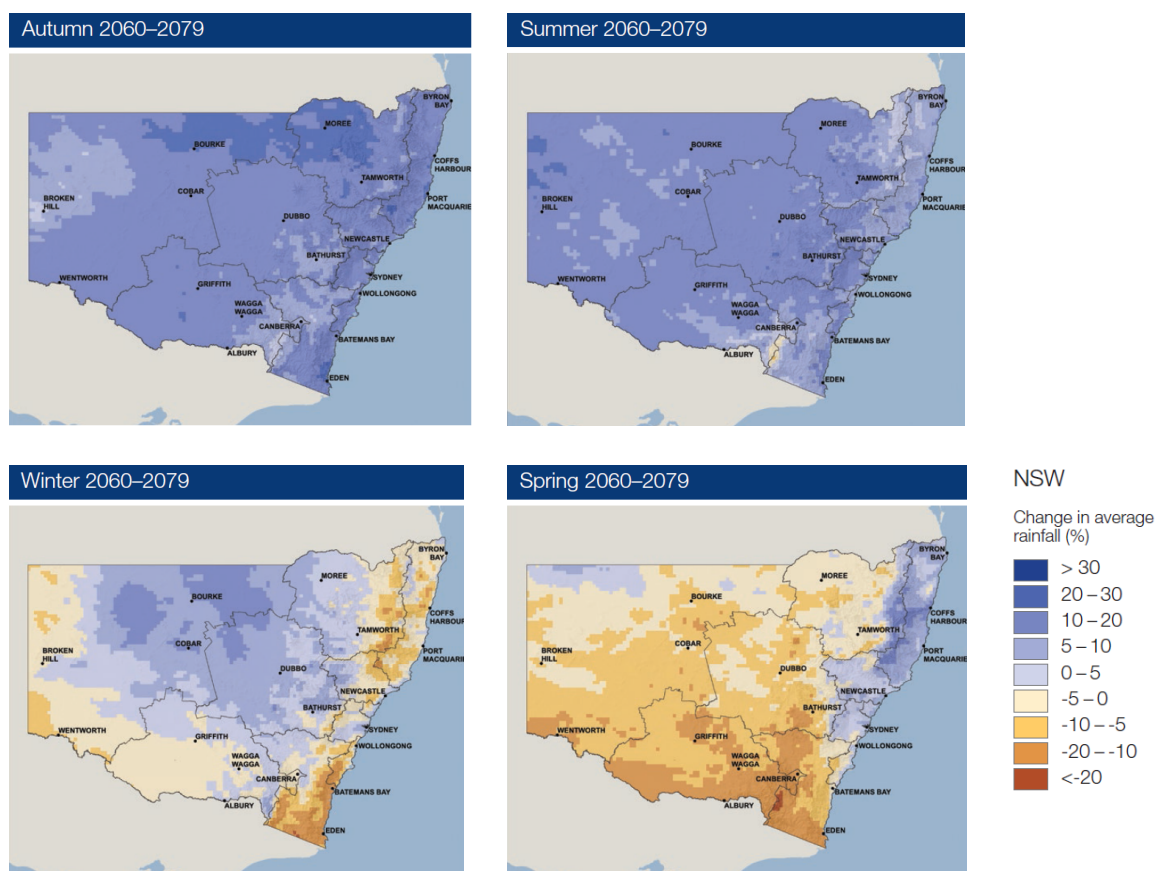 Autumn 2060–2079
BYRON
BAY
MOREE
BOURKE
COFFS
HARBOUR
TAMWORTH
COBAR
BROKEN
HILL
PORT
MACQUARIE
DUBBO
NEWCASTLE
BATHURST
SYDNEY
WENTWORTH
GRIFFITH
WOLLONGONG
WAGGA
WAGGA
CANBERRA
BATEMANS BAY
ALBURY
EDEN
Summer 2060–2079
BYRON
BAY
MOREE
BOURKE
COFFS
HARBOUR
TAMWORTH
COBAR
BROKEN
HILL
PORT
MACQUARIE
DUBBO
NEWCASTLE
BATHURST
SYDNEY
WENTWORTH
GRIFFITH
WOLLONGONG
WAGGA
WAGGA
CANBERRA
BATEMANS BAY
ALBURY
EDEN
Winter 2060–2079
BYRON
BAY
MOREE
BOURKE
COFFS
HARBOUR
TAMWORTH
COBAR
BROKEN
HILL
PORT
MACQUARIE
DUBBO
NEWCASTLE
BATHURST
SYDNEY
WENTWORTH
GRIFFITH
WOLLONGONG
WAGGA
WAGGA
CANBERRA
BATEMANS BAY
ALBURY
EDEN
Spring 2060–2079
BYRON
BAY
MOREE
BOURKE
COFFS
HARBOUR
TAMWORTH
COBAR
BROKEN
HILL
PORT
MACQUARIE
DUBBO
NEWCASTLE
BATHURST
SYDNEY
WENTWORTH
GRIFFITH
WOLLONGONG
WAGGA
WAGGA
CANBERRA
BATEMANS BAY
ALBURY
EDEN
NSW
Change in average
rainfall (%)
> 30
20 – 30
10 – 20
5 – 10
0 – 5
-5 – 0
-10 – -5
-20 – -10
<-20